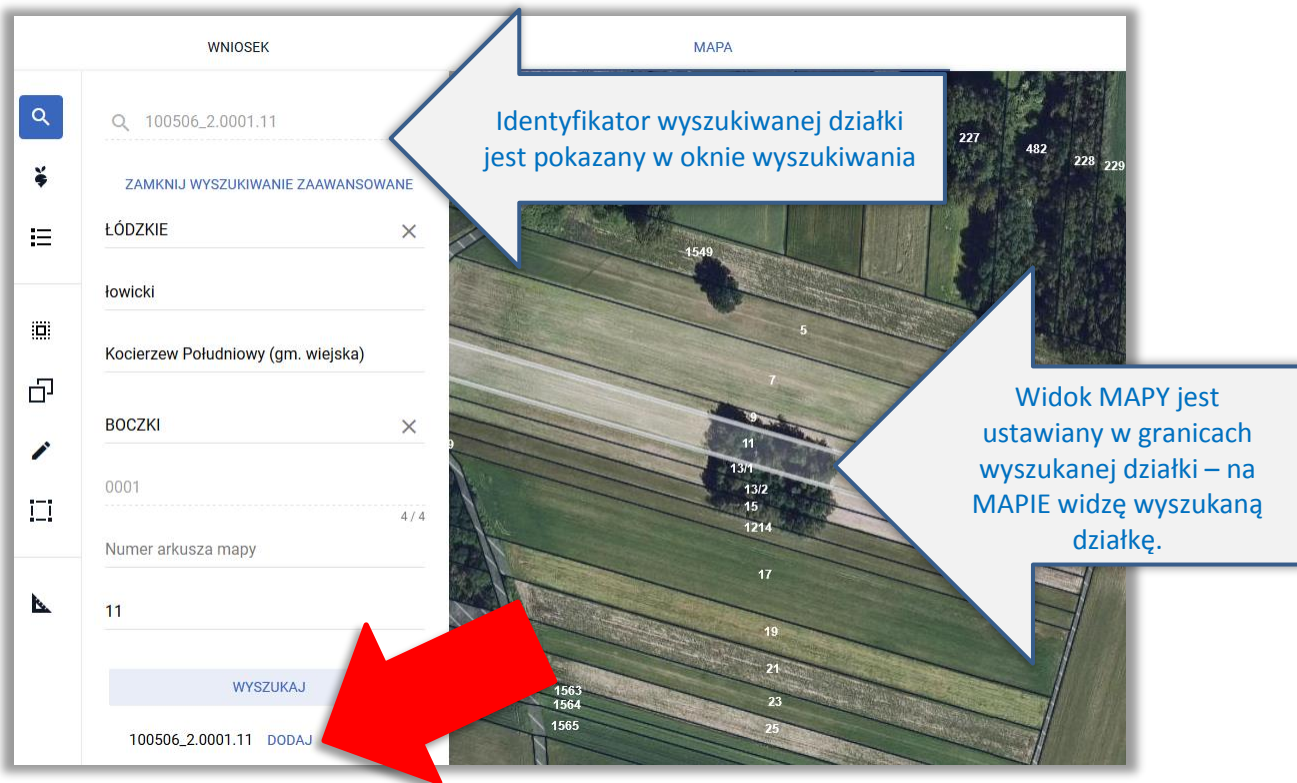 WNIOSEK
MAPA
100506_2.0001.11
ZAMKNIJ WYSZUKIWANIE ZAAWANSOWANE
ŁÓDZKIE
łowicki
Kocierzew Południowy (gm. wiejska)
BOCZKI
0001
4 / 4
Numer arkusza mapy
11
WYSZUKAJ
100506_2.0001.11 DODAJ
Identyfikator wyszukiwanej działki
jest pokazany w oknie wyszukiwania
227
482
228
229
1549
5
7
9
11
13/1
13/2
15
1214
17
19
21
23
25
1563
1564
1565
Widok MAPY jest
ustawiany w granicach
wyszukanej działki – na
MAPIE widzę wyszukaną
działkę.